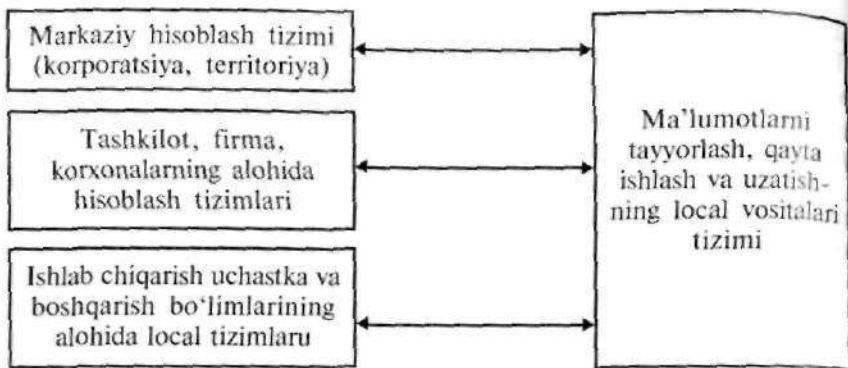 Markaziy hisoblash tizimi
(korporatsiya, territoriya)
Tashkilot, firma,
korxonalarning alohida
hisoblash tizimlari
Ishlab chiqarish uchastka va
boshqarish bo‘limlarining
alohida local tizimlaru
Ma’lumotlarni
tayyorlash, qayta
ishlash va uzatish-
ning local vositalari
tizimi